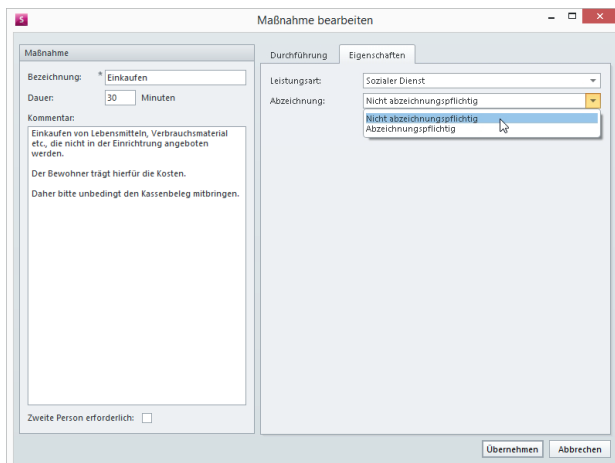 S
Maßnahme bearbeiten
Maßnahme
Bezeichnung: * Einkaufen
Dauer: 30 Minuten
Kommentar:
Einkaufen von Lebensmitteln, Verbrauchsmaterial
etc., die nicht in der Einrichtung angeboten
werden.
Der Bewohner trägt hierfür die Kosten.
Daher bitte unbedingt den Kassenbeleg mitbringen.
Zweite Person erforderlich:
Durchführung Eigenschaften
Leistungsart: Sozialer Dienst
Abzeichnung: Nicht abzeichnungspflichtig
Nicht abzeichnungspflichtig
Abzeichnungspflichtig
Übernehmen Abbrechen